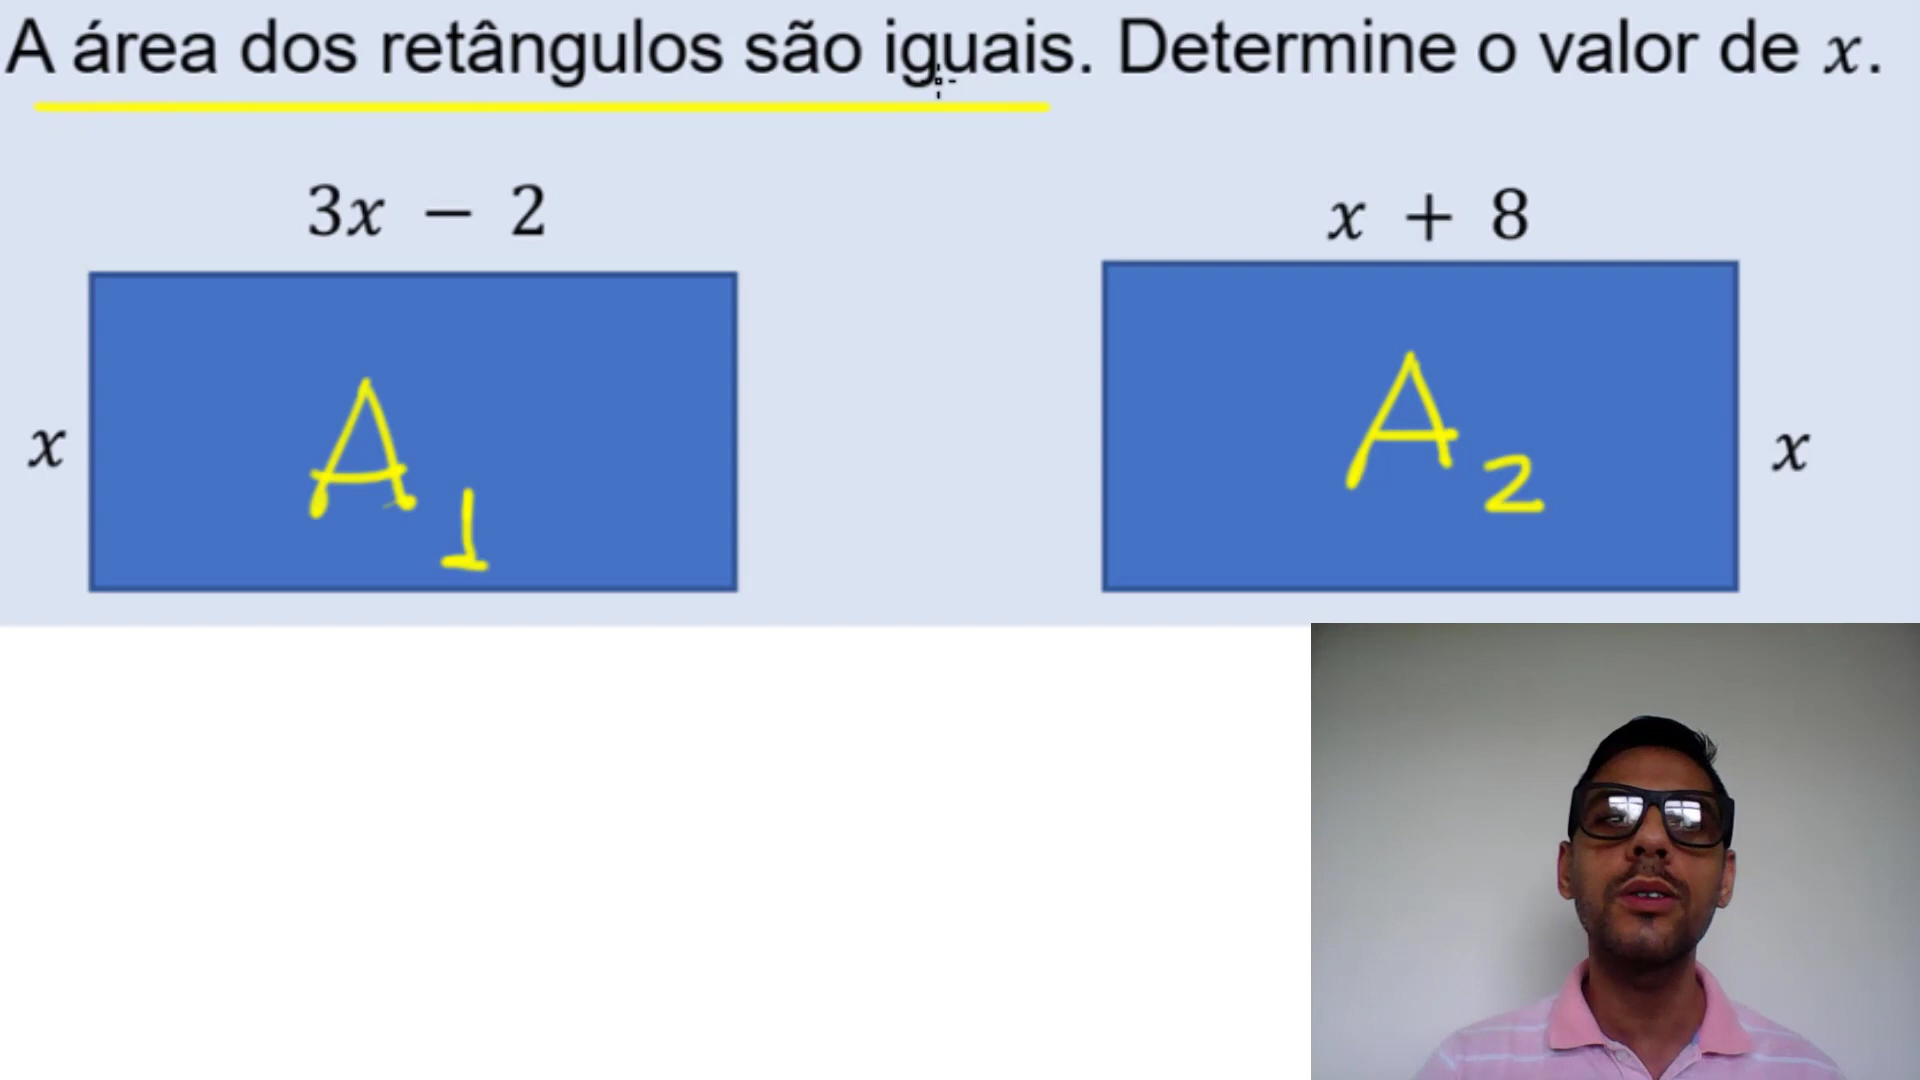 A área dos retângulos são iguais. Determine o valor de x.
3x − 2
x + 8
x
A1
A2
x